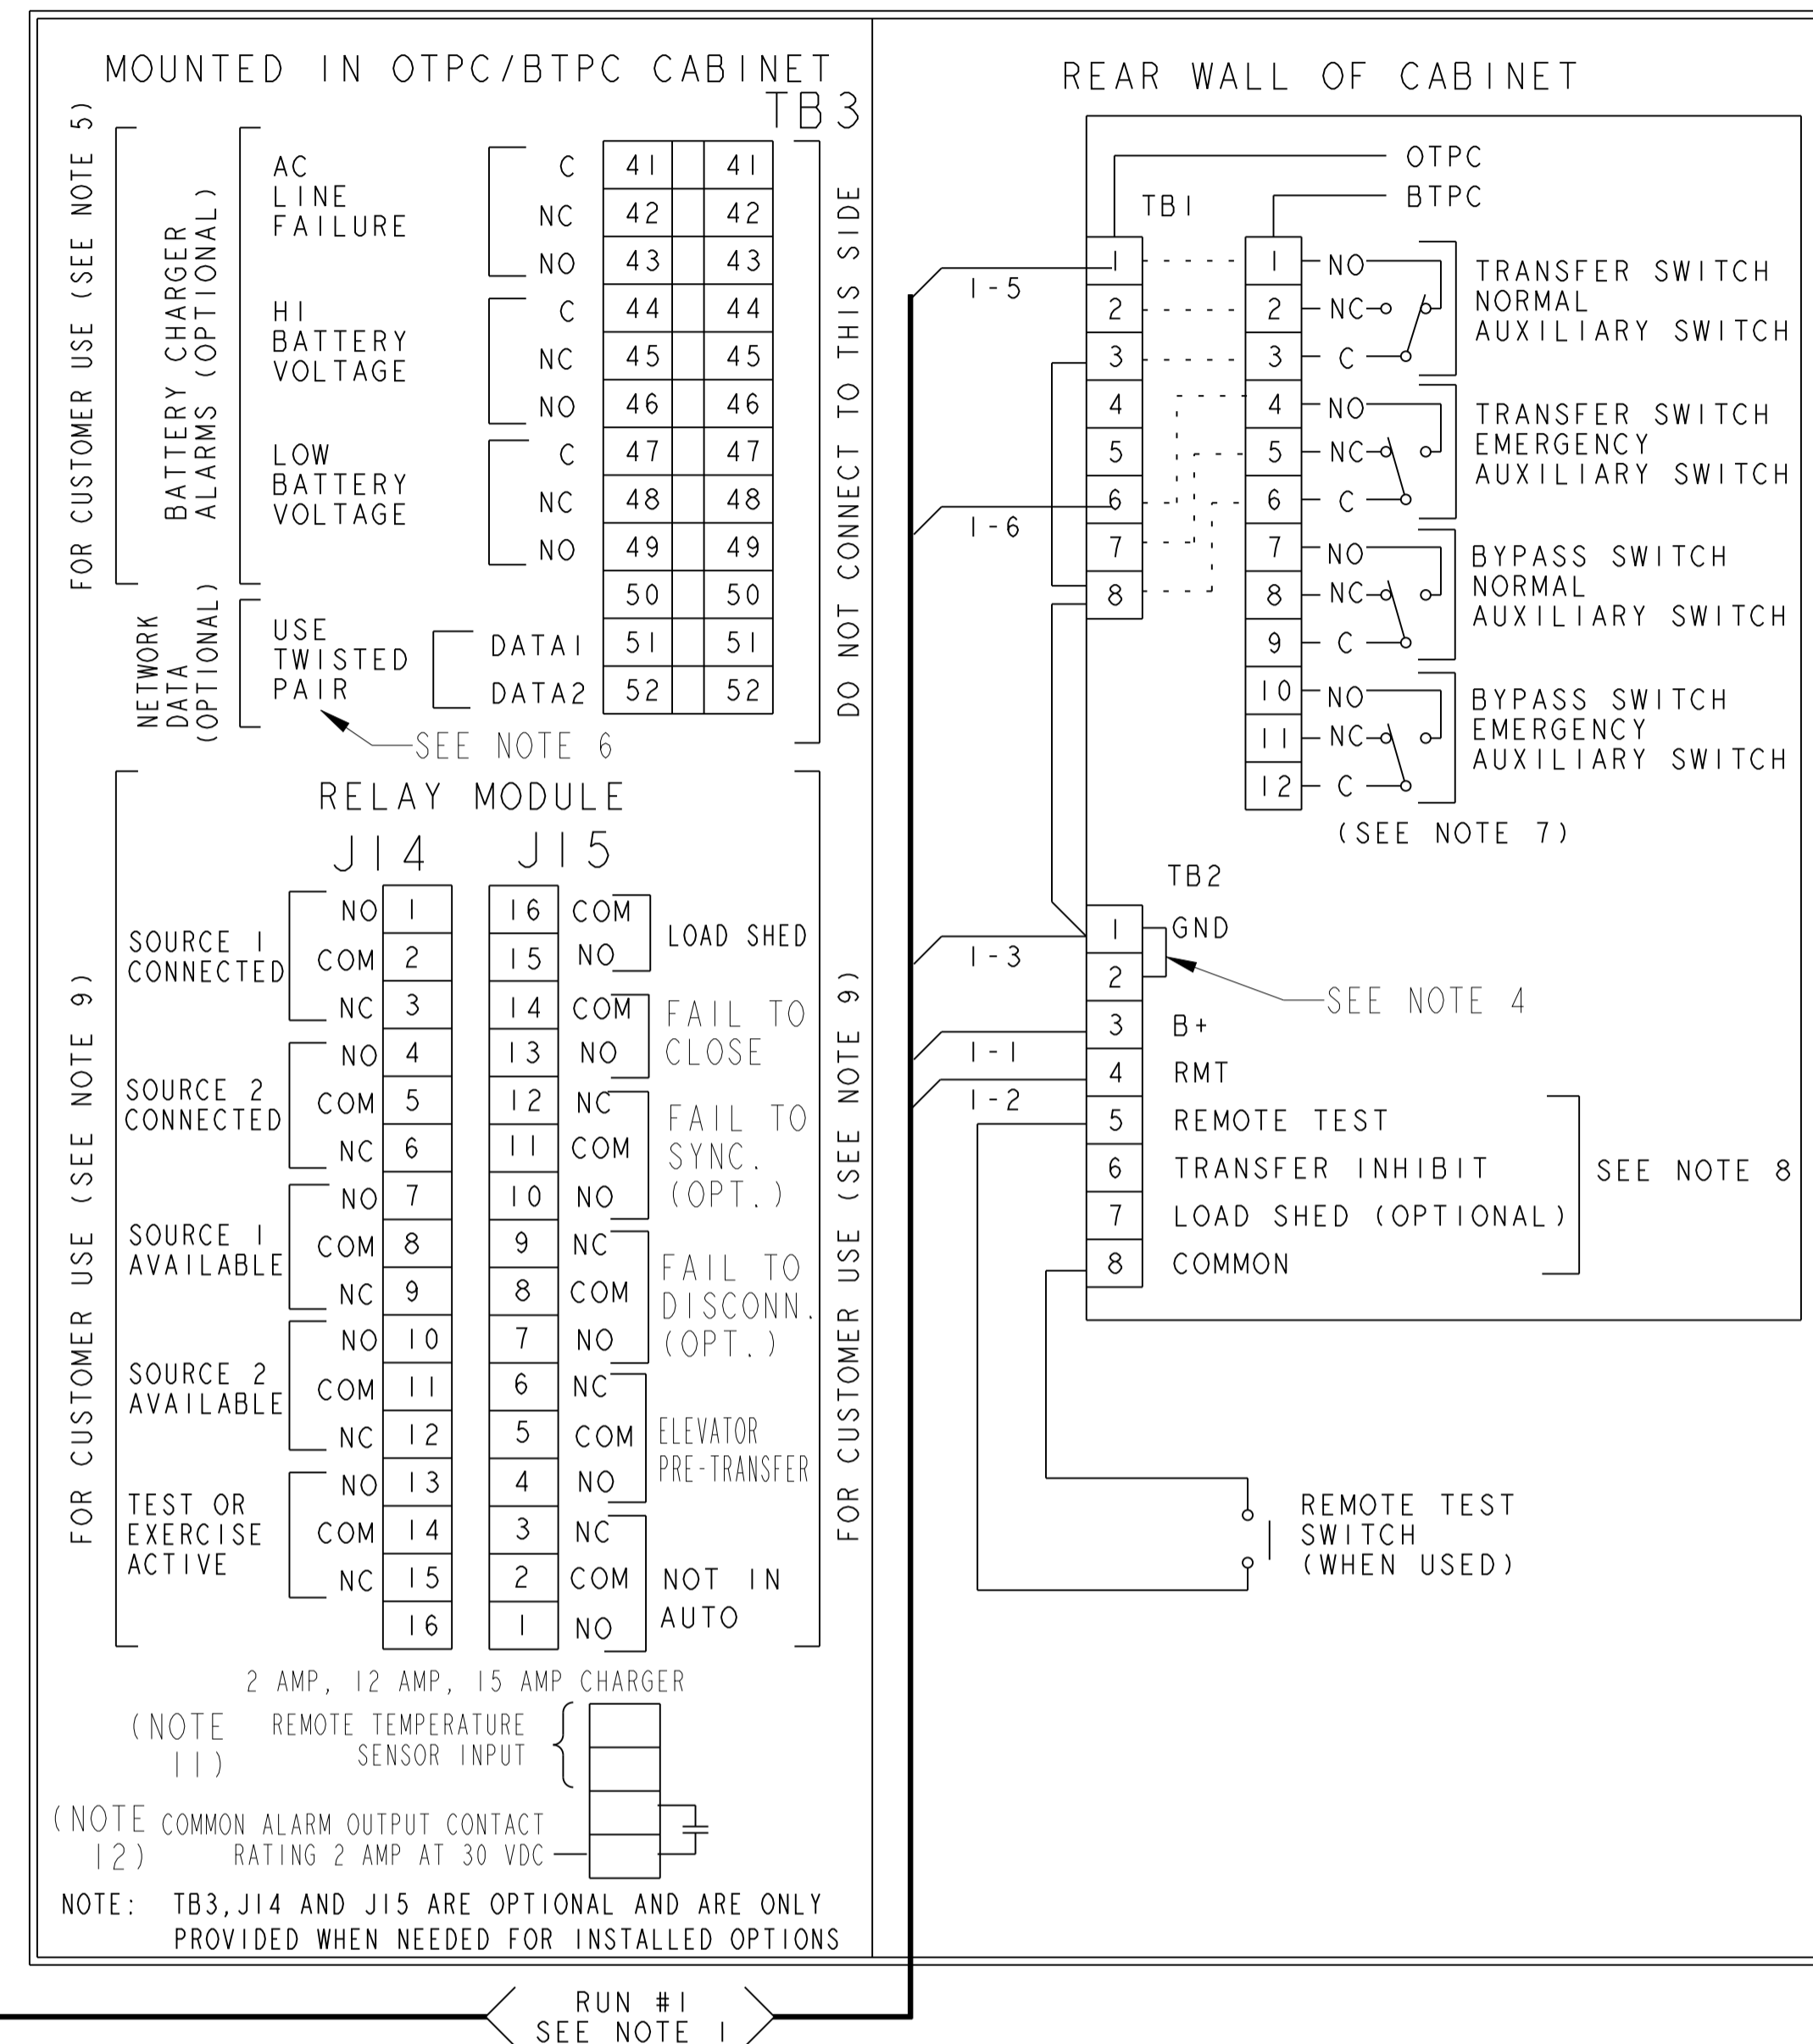 MOUNTED IN OTPC/BTPC CABINET
TB3
FOR CUSTOMER USE (SEE NOTE 5)
BATTERY CHARGER
ALARMS (OPTIONAL)
AC
LINE
FAILURE
C 41 41
NC 42 42
NO 43 43
HI
BATTERY
VOLTAGE
C 44 44
NC 45 45
NO 46 46
LOW
BATTERY
VOLTAGE
C 47 47
NC 48 48
NO 49 49
50 50
NETWORK
DATA
(OPTIONAL)
USE
TWISTED
PAIR
DATA1 51 51
DATA2 52 52
SEE NOTE 6
DO NOT CONNECT TO THIS SIDE
RELAY MODULE
J14 J15
FOR CUSTOMER USE (SEE NOTE 9)
SOURCE 1
CONNECTED
NO 1
COM 2
NC 3
SOURCE 2
CONNECTED
NO 4
COM 5
NC 6
SOURCE 1
AVAILABLE
NO 7
COM 8
NC 9
SOURCE 2
AVAILABLE
NO 10
COM 11
NC 12
TEST OR
EXERCISE
ACTIVE
NO 13
COM 14
NC 15
16
16 COM
15 NO
LOAD SHED
14 COM
13 NO
FAIL TO
CLOSE
12 NC
11 COM
10 NO
FAIL TO
SYNC.
(OPT.)
9 NC
8 COM
7 NO
FAIL TO
DISCONN.
(OPT.)
6 NC
5 COM
4 NO
ELEVATOR
PRE-TRANSFER
3 NC
2 COM
1 NO
NOT IN
AUTO
FOR CUSTOMER USE (SEE NOTE 9)
2 AMP, 12 AMP, 15 AMP CHARGER
(NOTE
11)
REMOTE TEMPERATURE
SENSOR INPUT
(NOTE
12)
COMMON ALARM OUTPUT CONTACT
RATING 2 AMP AT 30 VDC
NOTE: TB3,J14 AND J15 ARE OPTIONAL AND ARE ONLY
PROVIDED WHEN NEEDED FOR INSTALLED OPTIONS
RUN #1
SEE NOTE 1
REAR WALL OF CABINET
OTPC
BTPC
TB1
1-5
1-6
1
2
3
4
5
6
7
8
1 NO
2 NC
3 C
TRANSFER SWITCH
NORMAL
AUXILIARY SWITCH
4 NO
5 NC
6 C
TRANSFER SWITCH
EMERGENCY
AUXILIARY SWITCH
7 NO
8 NC
9 C
BYPASS SWITCH
NORMAL
AUXILIARY SWITCH
10 NO
11 NC
12 C
BYPASS SWITCH
EMERGENCY
AUXILIARY SWITCH
(SEE NOTE 7)
TB2
1-3
1-1
1-2
1 GND
2
SEE NOTE 4
3 B+
4 RMT
5 REMOTE TEST
6 TRANSFER INHIBIT
7 LOAD SHED (OPTIONAL)
8 COMMON
SEE NOTE 8
REMOTE TEST
SWITCH
(WHEN USED)